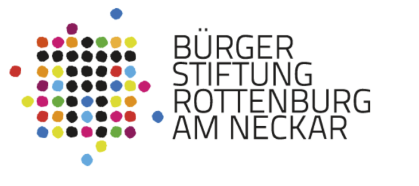 BÜRGER
STIFTUNG
ROTTENBURG
AM NECKAR